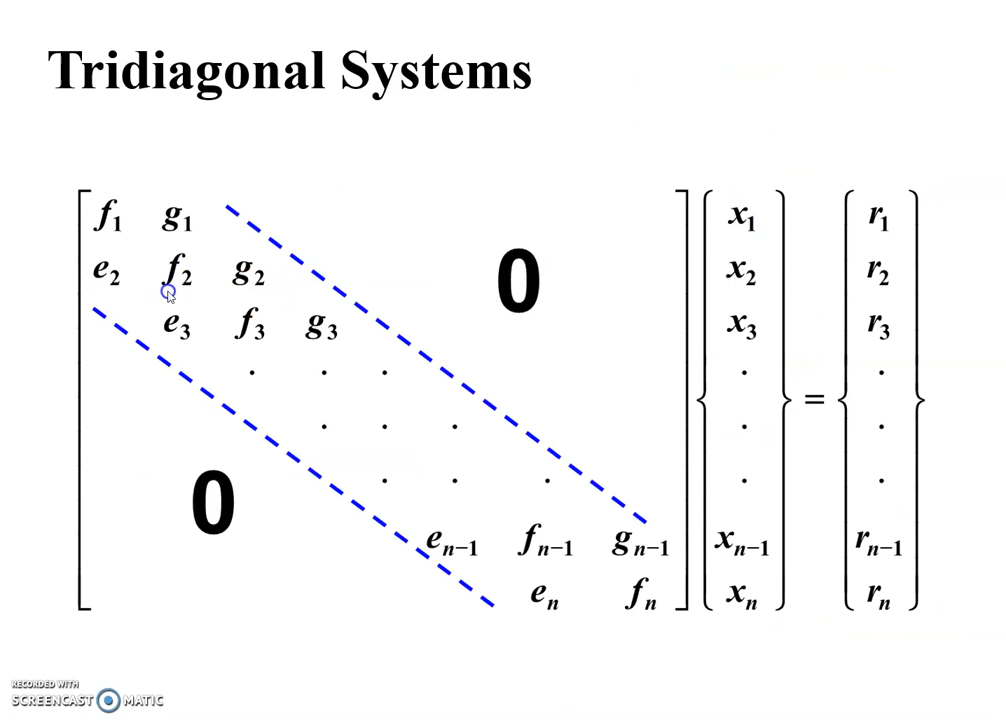 Tridiagonal Systems
f₁ g₁ x₁ r₁
e₂ f₂ g₂ 0 x₂ r₂
e₃ f₃ g₃ x₃ r₃
. . . . .
=
. . . . .
0 . . . . .
eₙ₋₁ fₙ₋₁ gₙ₋₁ xₙ₋₁ rₙ₋₁
eₙ fₙ xₙ rₙ
RECORDED WITH
SCREENCAST MATIC